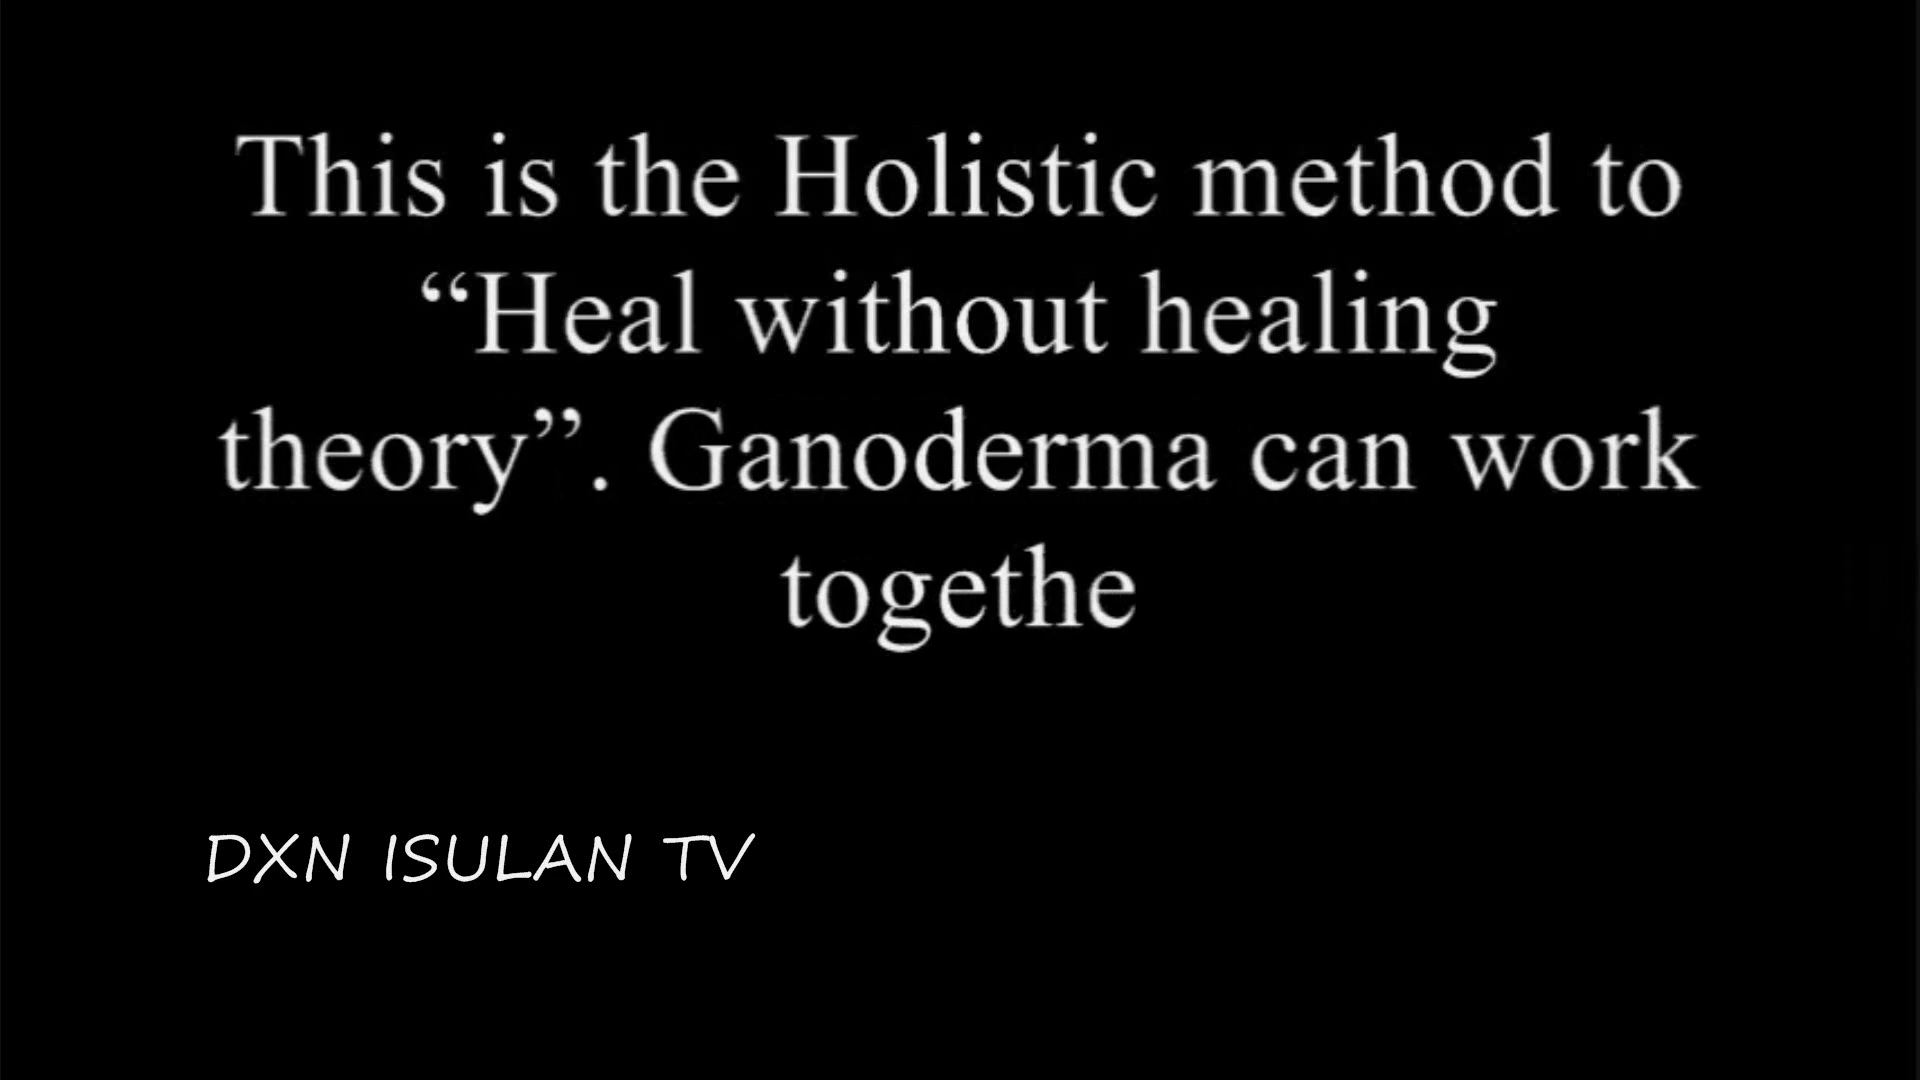 This is the Holistic method to
“Heal without healing
theory”. Ganoderma can work
togethe
DXN ISULAN TV